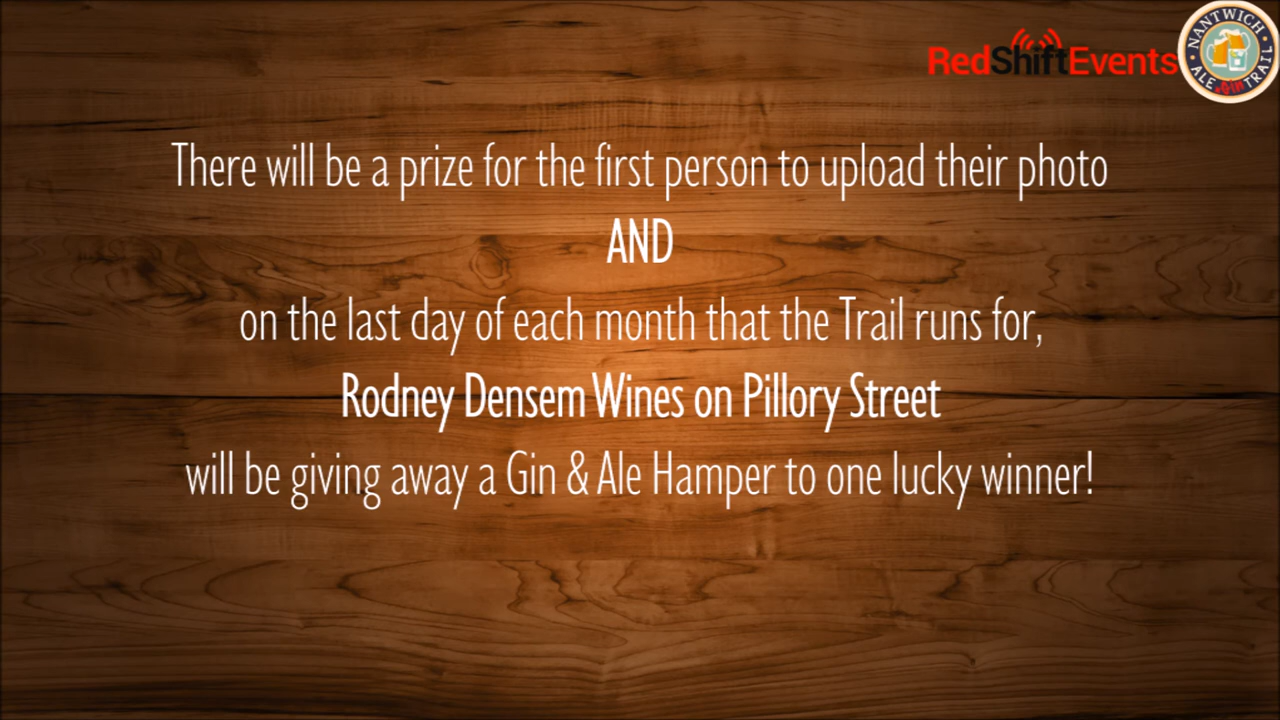 RedShiftEvents
NANTWICH
ALE & GIN TRAIL
There will be a prize for the first person to upload their photo
AND
on the last day of each month that the Trail runs for,
Rodney Densem Wines on Pillory Street
will be giving away a Gin & Ale Hamper to one lucky winner!